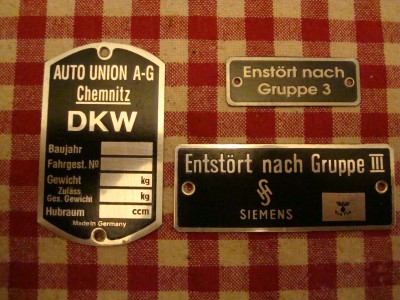 AUTO UNION A-G
Chemnitz
DKW
Baujahr
Fahrgest. №
Gewicht kg
Zuläss.
Ges. Gewicht kg
Hubraum ccm
Made in Germany
Enstört nach
Gruppe 3
Entstört nach Gruppe III
SIEMENS